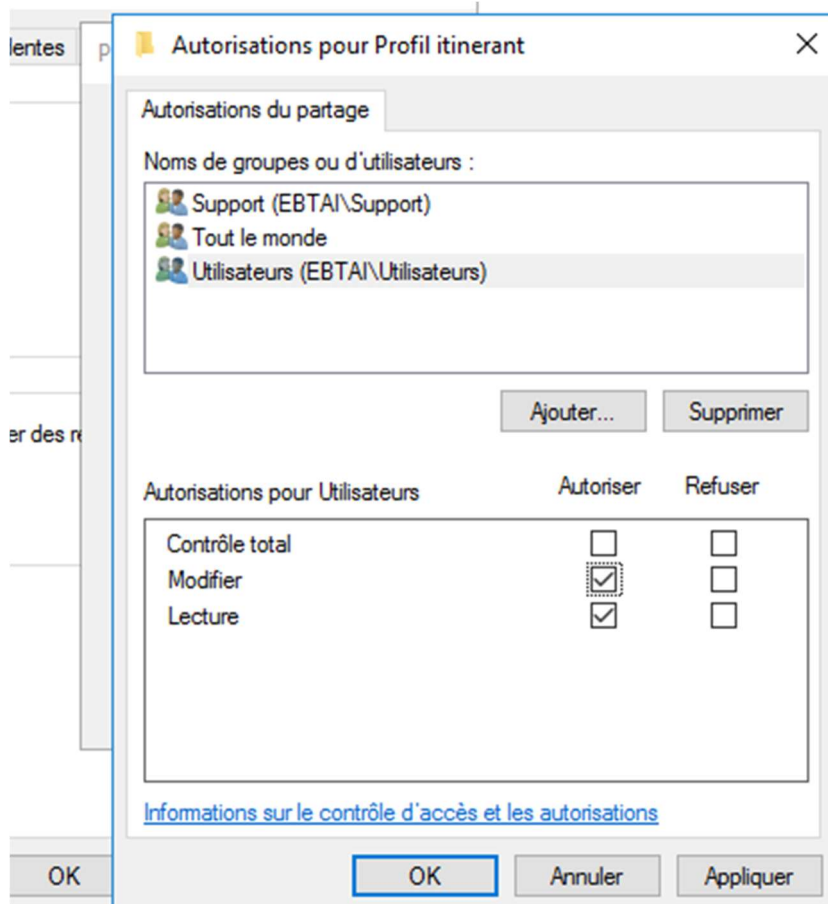 lentes
p
Autorisations pour Profil itinerant
Autorisations du partage
Noms de groupes ou d'utilisateurs :
Support (EBTAI\Support)
Tout le monde
Utilisateurs (EBTAI\Utilisateurs)
Ajouter...
Supprimer
er des re
Autorisations pour Utilisateurs
Autoriser
Refuser
Contrôle total
Modifier
Lecture
Informations sur le contrôle d'accès et les autorisations
OK
OK
Annuler
Appliquer